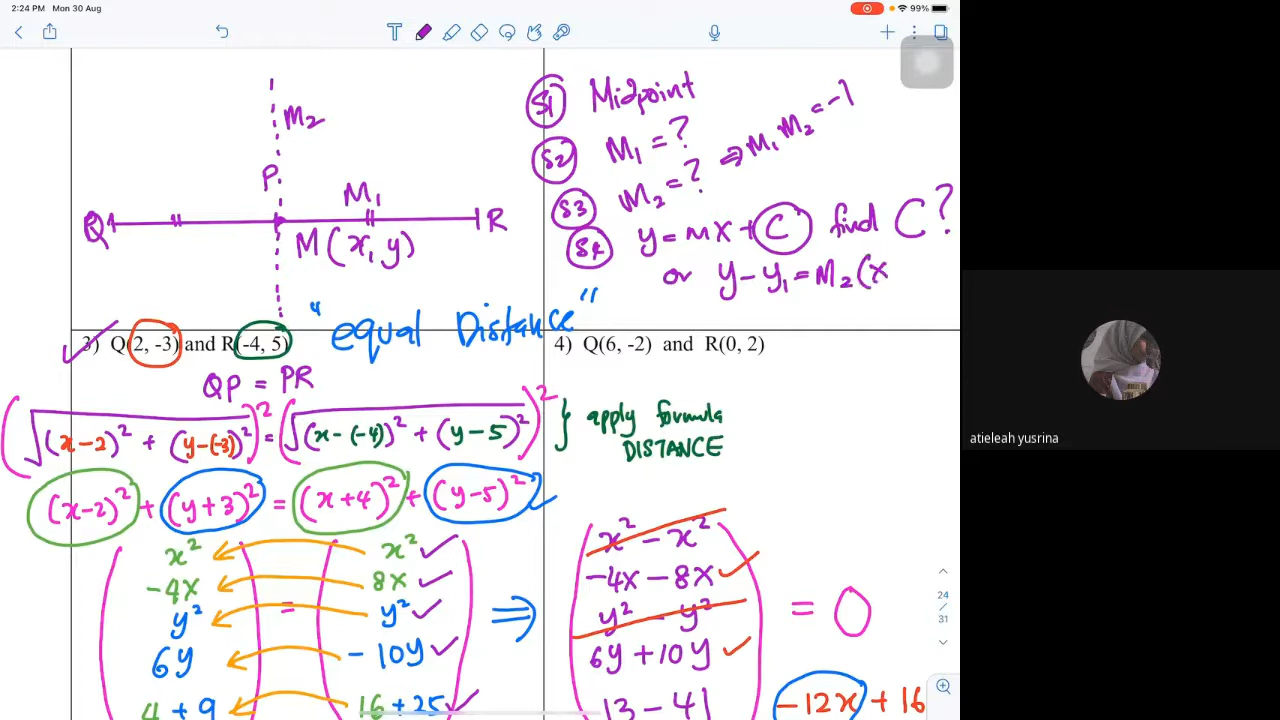 2:24 PM Mon 30 Aug
99%
M₂
P
M₁
Q
R
M(x, y)
S1 Midpoint
S2 M₁ = ?
S3 M₂ = ? ⇒ M₁ M₂ = -1
S4 y = mx + C find C?
or y - y₁ = M₂(x
"equal Distance"
3) Q(2, -3) and R(-4, 5)
4) Q(6, -2) and R(0, 2)
QP = PR
(√(x-2)² + (y-(-3))²)² = (√(x-(-4))² + (y-5)²)²
} apply formula
DISTANCE
(x-2)² + (y+3)² = (x+4)² + (y-5)²
x² x²
-4x 8x
y² = y²
6y -10y
4 + 9 16 + 25
⇒
x² - x²
-4x - 8x
y² - y²
6y + 10y
13 - 41
= 0
-12x + 16
24
/
31
atieleah yusrina